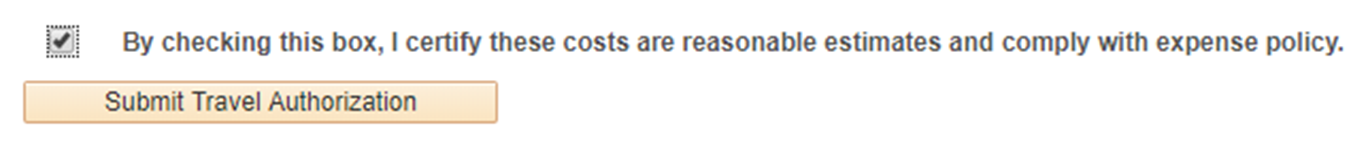 By checking this box, I certify these costs are reasonable estimates and comply with expense policy.
Submit Travel Authorization